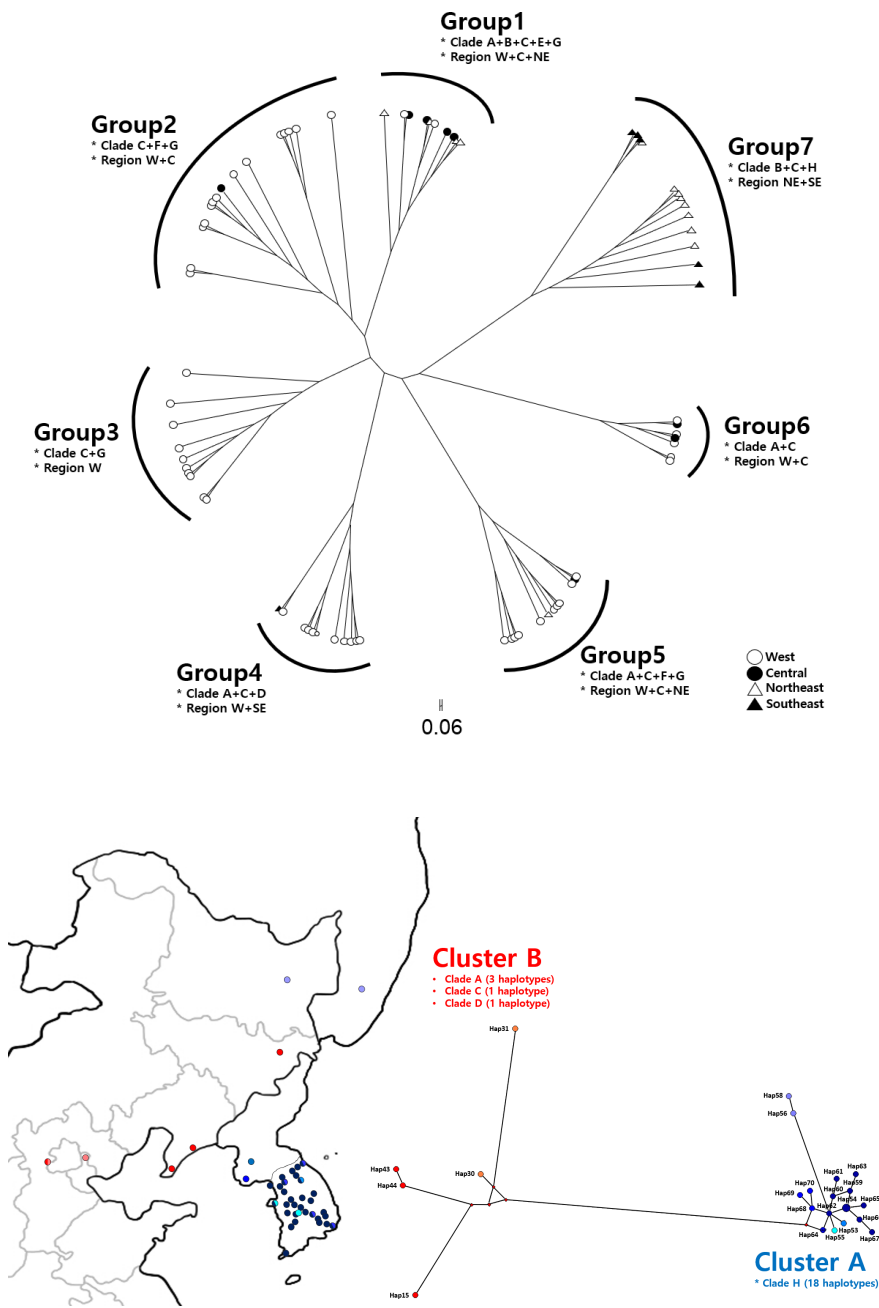 Group1
* Clade A+B+C+E+G
* Region W+C+NE
Group2
* Clade C+F+G
* Region W+C
Group7
* Clade B+C+H
* Region NE+SE
Group3
* Clade C+G
* Region W
Group6
* Clade A+C
* Region W+C
Group4
* Clade A+C+D
* Region W+SE
Group5
* Clade A+C+F+G
* Region W+C+NE
West
Central
Northeast
Southeast
0.06
Cluster B
• Clade A (3 haplotypes)
• Clade C (1 haplotype)
• Clade D (1 haplotype)
Hap31
Hap58
Hap56
Hap43
Hap30
Hap44
Hap61
Hap63
Hap70
Hap59
Hap69
Hap60
Hap54
Hap65
Hap68
Hap62
Hap53
Hap64
Hap55
Hap67
Cluster A
* Clade H (18 haplotypes)
Hap15